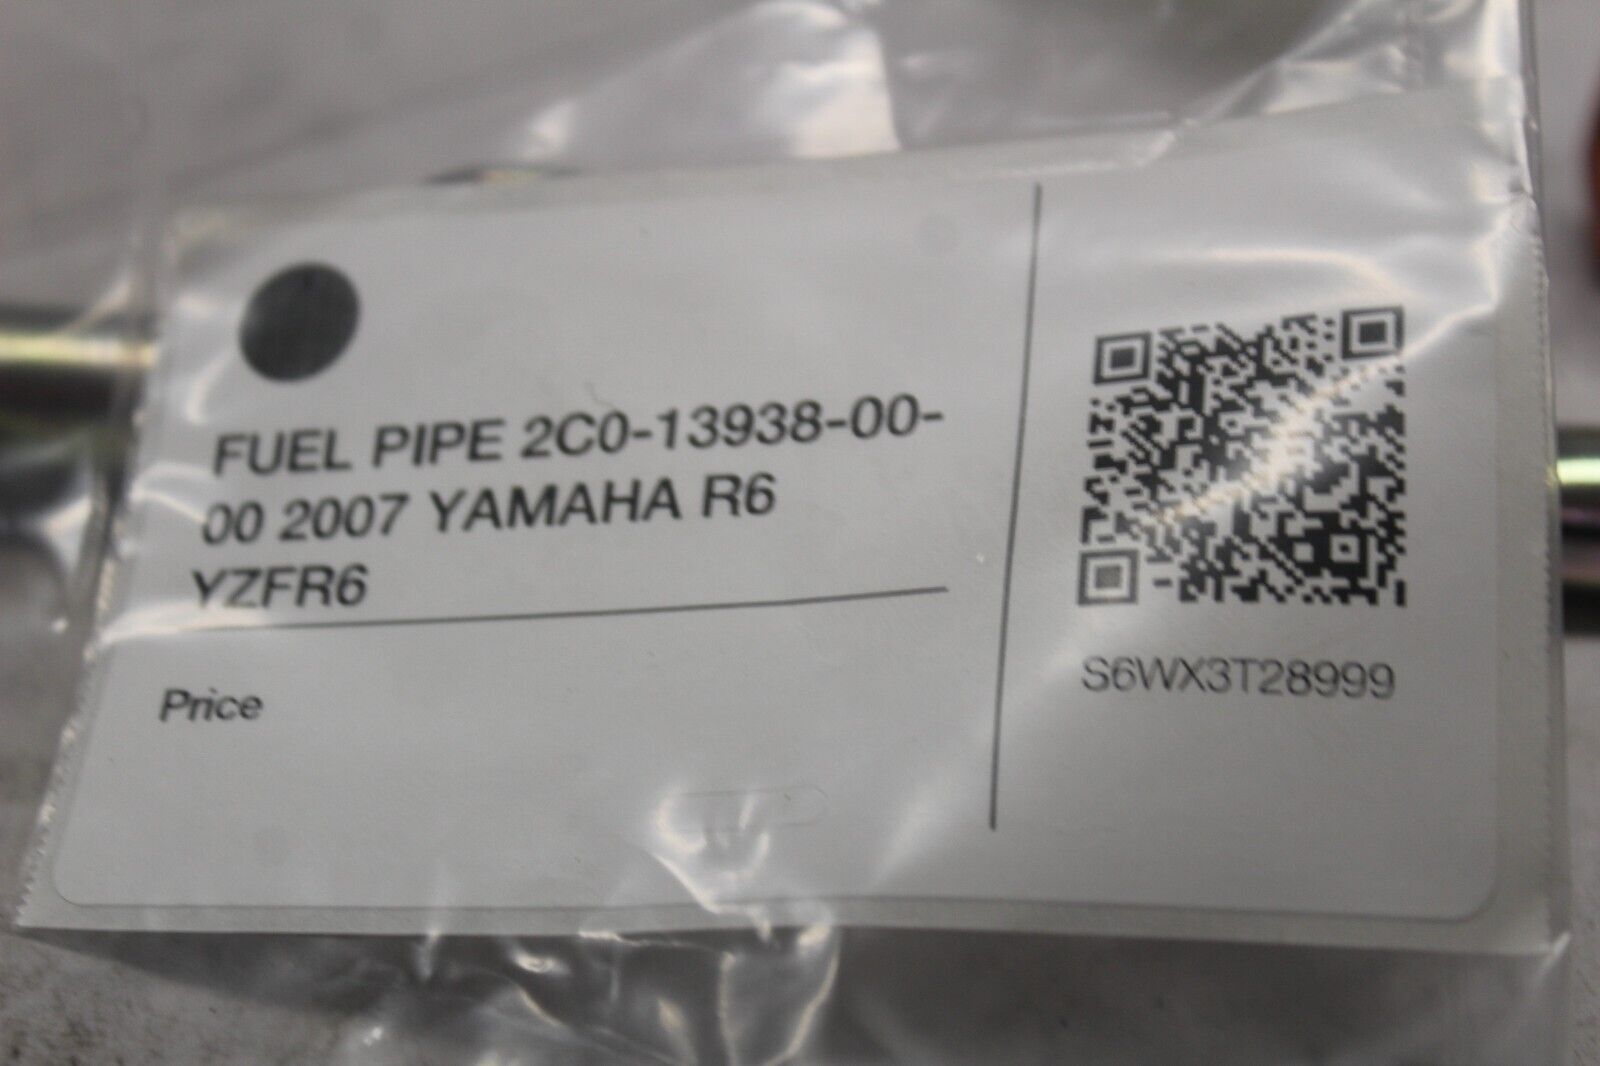 FUEL PIPE 2C0-13938-00-
00 2007 YAMAHA R6
YZFR6
Price
S6WX3T28999